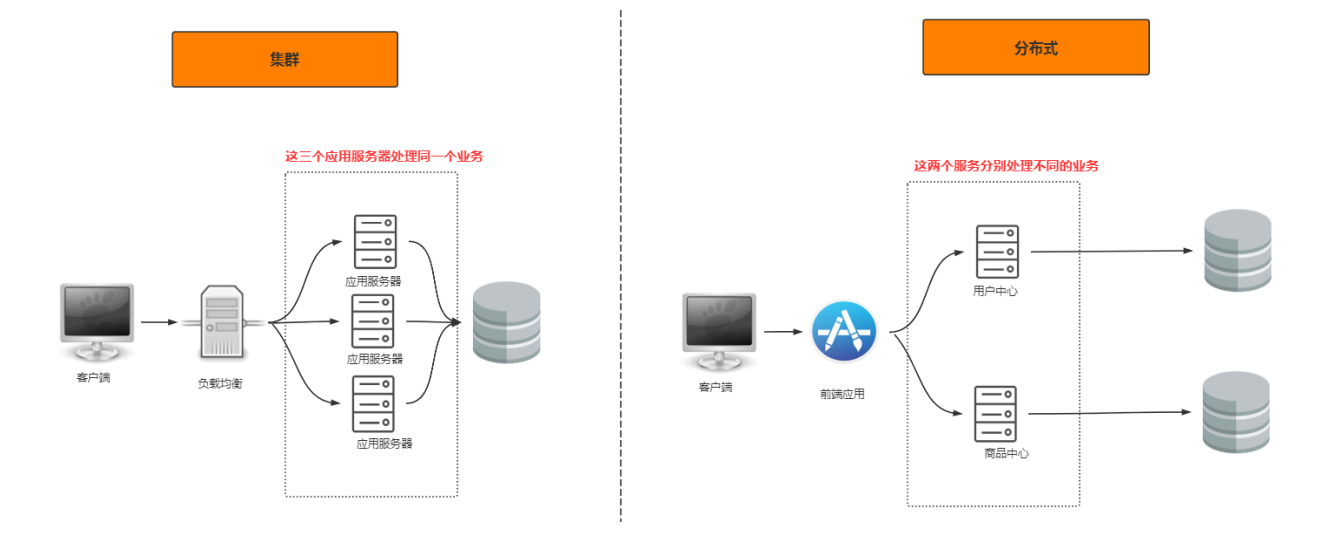 集群
这三个应用服务器处理同一个业务
应用服务器
应用服务器
应用服务器
客户端
负载均衡
分布式
这两个服务分别处理不同的业务
用户中心
客户端
前端应用
商品中心